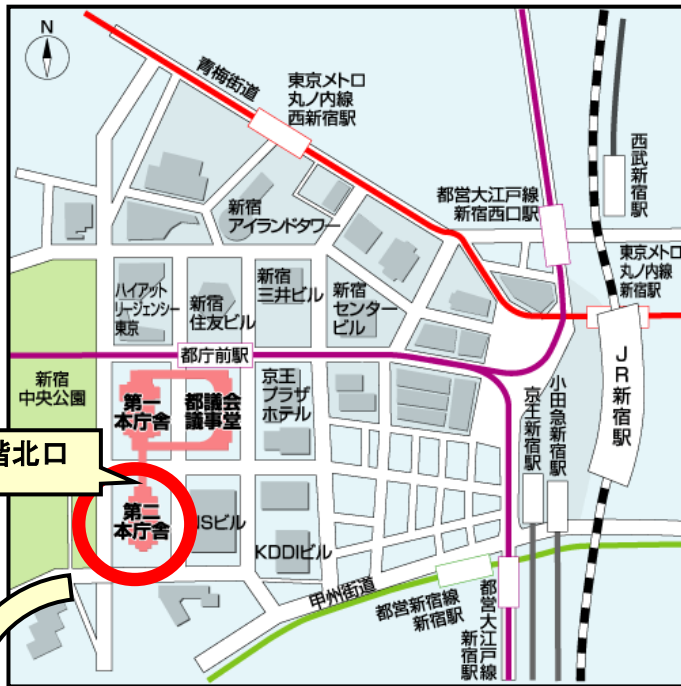 N
青梅街道
東京メトロ
丸ノ内線
西新宿駅
西武新宿駅
都営大江戸線
新宿西口駅
新宿
アイランドタワー
東京メトロ
丸ノ内線
新宿駅
ハイアット
リージェンシー
東京
新宿
住友ビル
新宿
三井ビル
新宿
センター
ビル
都庁前駅
JR新宿駅
新宿
中央公園
第一
本庁舎
都議会
議事堂
京王
プラザ
ホテル
京王新宿駅
小田急新宿駅
階北口
第二
本庁舎
NSビル
KDDIビル
甲州街道
都営新宿線
新宿駅
都営大江戸線
新宿駅